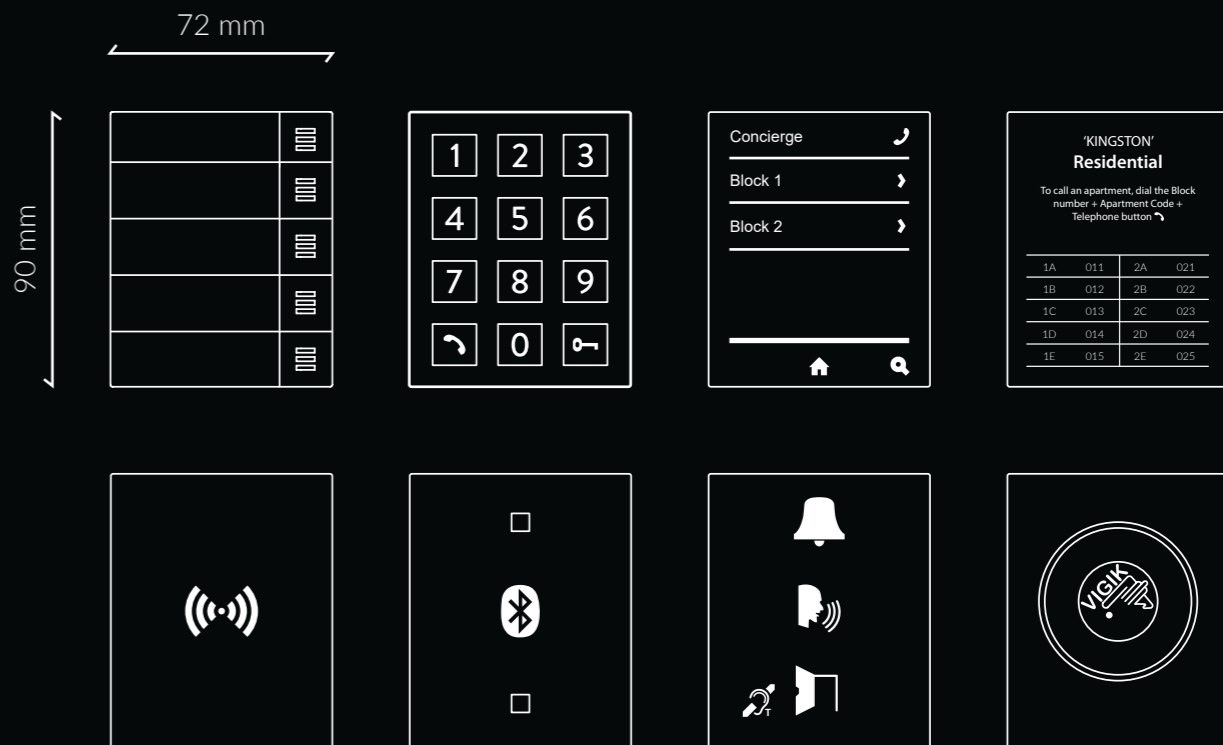 72 mm
90 mm
1 2 3
4 5 6
7 8 9
0
Concierge
Block 1
Block 2
‘KINGSTON’
Residential
To call an apartment, dial the Block
number + Apartment Code +
Telephone button
1A 011 2A 021
1B 012 2B 022
1C 013 2C 023
1D 014 2D 024
1E 015 2E 025
T
VIGIK